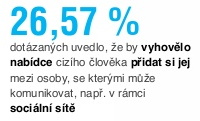 26,57 %
dotázaných uvedlo, že by vyhovělo
nabídce cizího člověka přidat si jej
mezi osoby, se kterými může
komunikovat, např. v rámci
sociální sítě